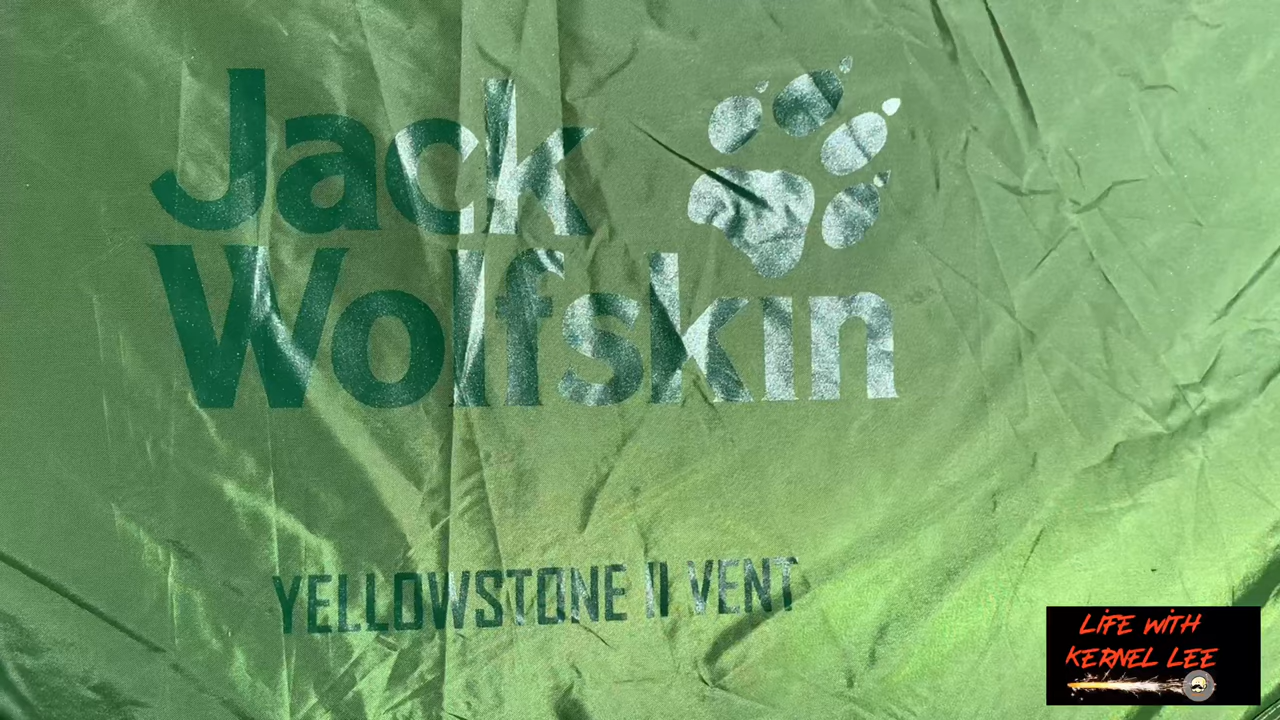 Jack
Wolfskin
YELLOWSTONE II VENT
LiFE WiTH
KERNEL LEE